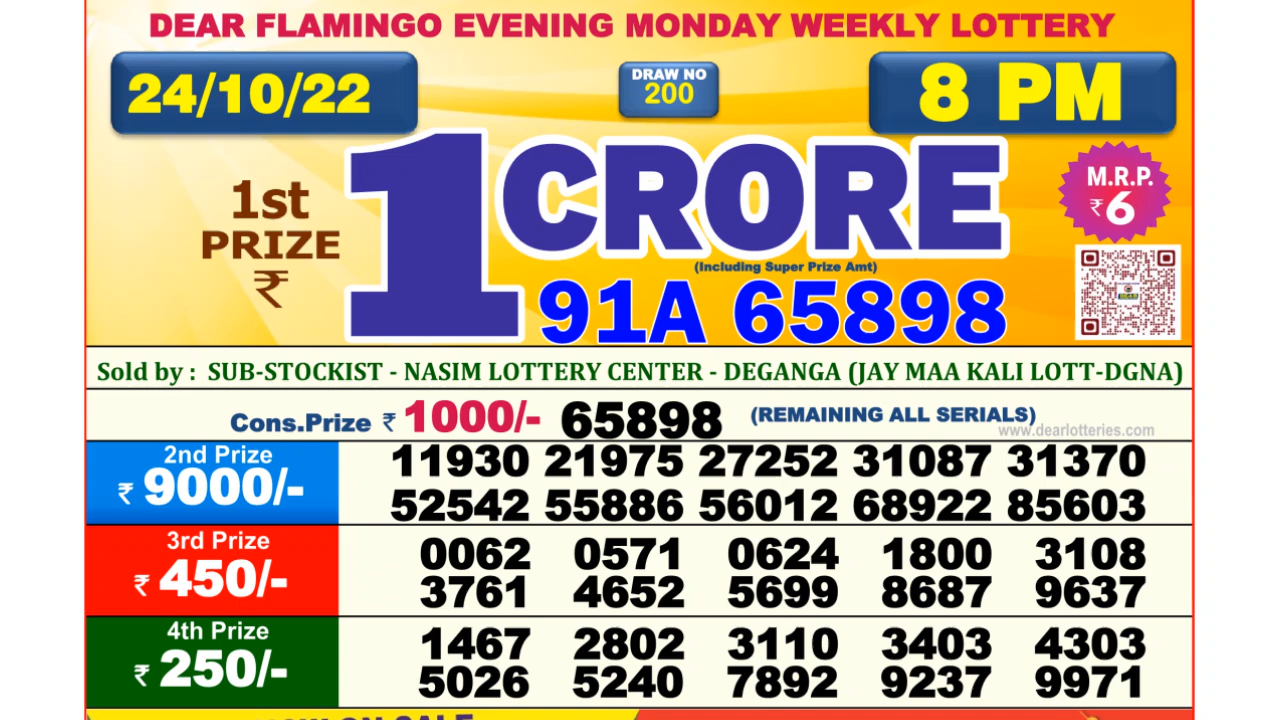 DEAR FLAMINGO EVENING MONDAY WEEKLY LOTTERY
24/10/22
DRAW NO
200
8 PM
1st
PRIZE
₹
1 CRORE
(Including Super Prize Amt)
M.R.P.
₹ 6
91A 65898
Sold by : SUB-STOCKIST - NASIM LOTTERY CENTER - DEGANGA (JAY MAA KALI LOTT-DGNA)
Cons.Prize ₹ 1000/- 65898 (REMAINING ALL SERIALS)
www.dearlotteries.com
2nd Prize
₹ 9000/-
11930 21975 27252 31087 31370
52542 55886 56012 68922 85603
3rd Prize
₹ 450/-
0062 0571 0624 1800 3108
3761 4652 5699 8687 9637
4th Prize
₹ 250/-
1467 2802 3110 3403 4303
5026 5240 7892 9237 9971